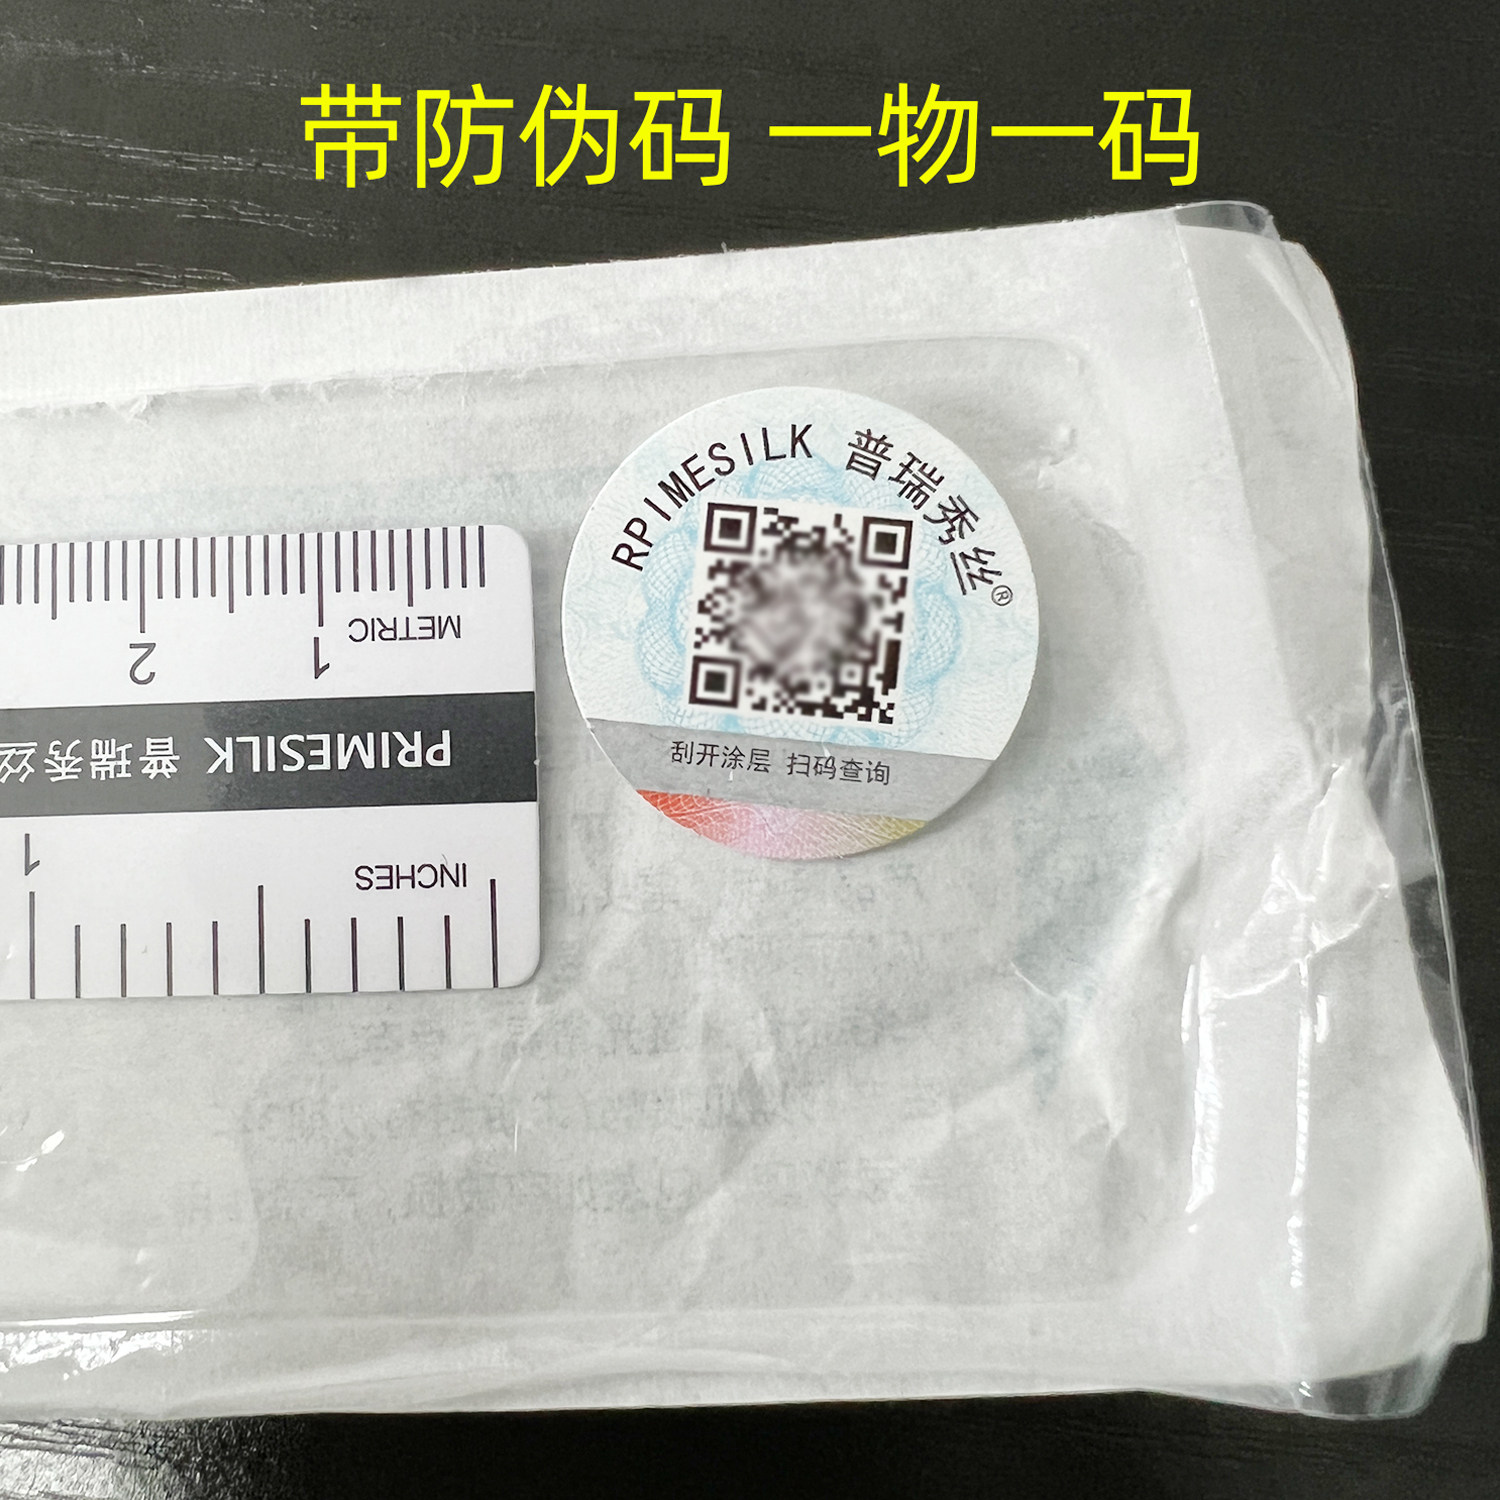 带防伪码 一物一码
RPIMESILK 普瑞秀丝®
刮开涂层 扫码查询
METRIC
1
2
PRIMESILK 普瑞秀丝
INCHES
1